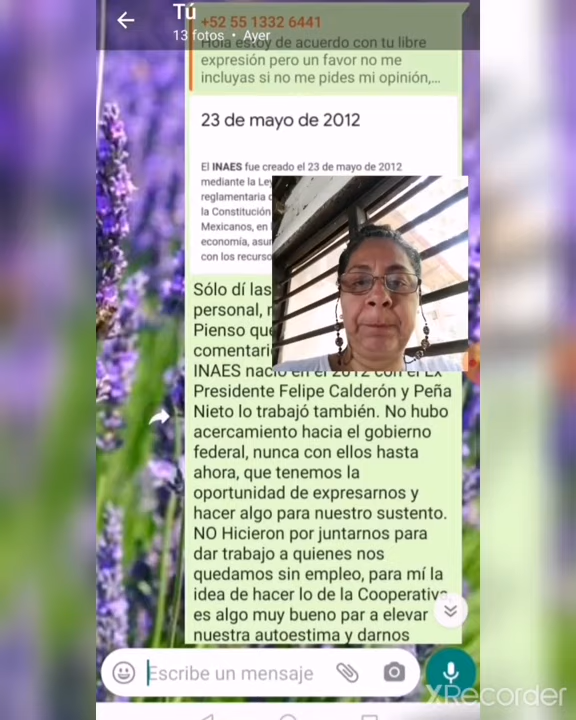 Tú
13 fotos • Ayer
+52 55 1332 6441
Hola estoy de acuerdo con tu libre
expresión pero un favor no me
incluyas si no me pides mi opinión,...
23 de mayo de 2012
El INAES fue creado el 23 de mayo de 2012
mediante la Ley
reglamentaria
la Constitución
Mexicanos, en
economía,
con los
Sólo dí las
personal,
Pienso
INAES nació en el 2012 con el Ex
Presidente Felipe Calderón y Peña
Nieto lo trabajó también. No hubo
acercamiento hacia el gobierno
federal, nunca con ellos hasta
ahora, que tenemos la
oportunidad de expresarnos y
hacer algo para nuestro sustento.
NO Hicieron por juntarnos para
dar trabajo a quienes nos
quedamos sin empleo, para mí la
idea de hacer lo de la Cooperativa
es algo muy bueno par a elevar
nuestra autoestima y darnos
Escribe un mensaje
XRecorder